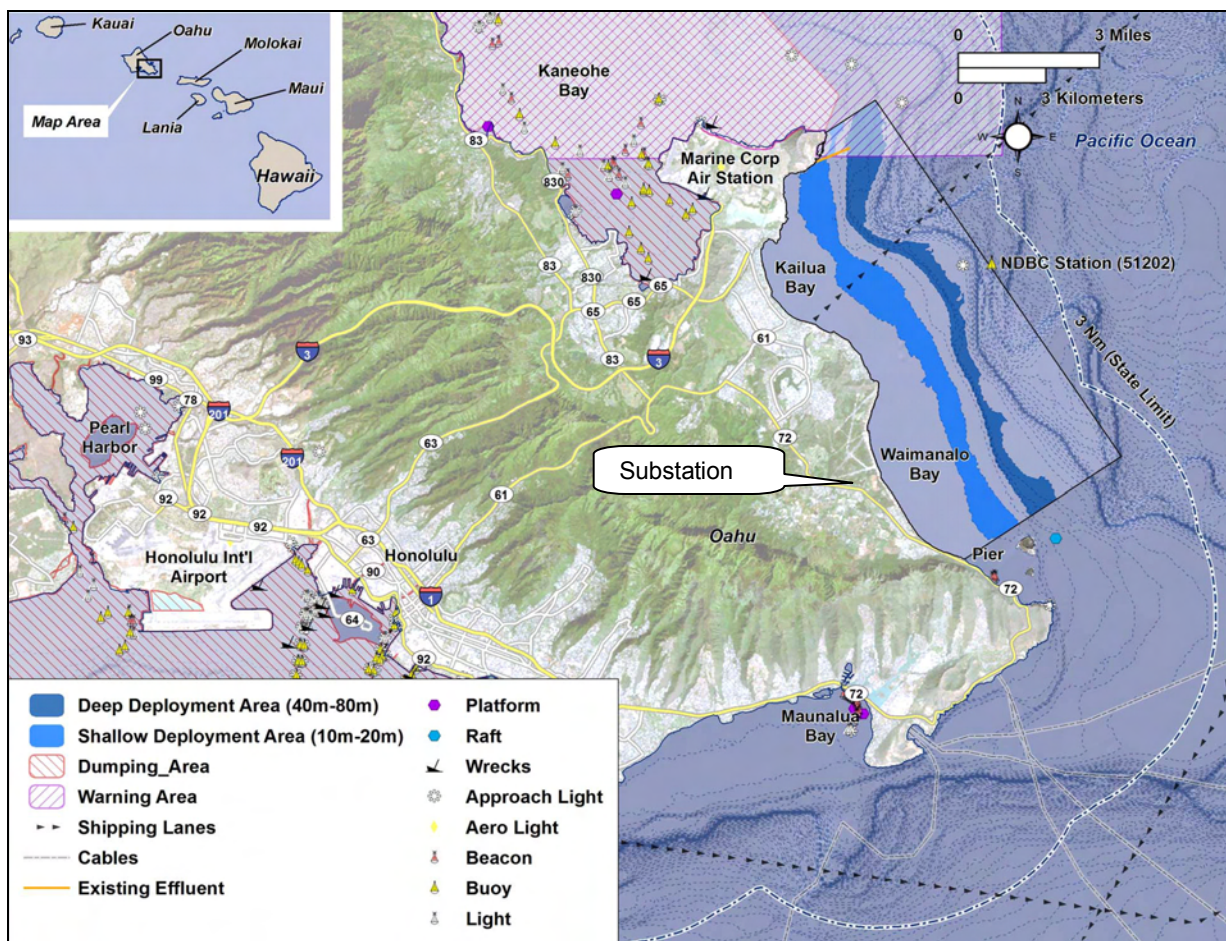 Kauai
Oahu
Molokai
Map Area
Maui
Lania
Hawaii
0
3 Miles
0
3 Kilometers
N
W
E
S
Pacific Ocean
Kaneohe
Bay
83
830
Marine Corp
Air Station
Kailua
Bay
NDBC Station (51202)
83
830
65
65
65
83
3
61
3
3 Nm (State Limit)
93
99
78
201
Pearl
Harbor
201
63
61
72
Waimanalo
Bay
Substation
92
92
92
63
Honolulu
Oahu
Honolulu Int'l
Airport
90
1
64
92
Pier
72
72
Maunalua
Bay
Deep Deployment Area (40m-80m)
Shallow Deployment Area (10m-20m)
Dumping_Area
Warning Area
Shipping Lanes
Cables
Existing Effluent
Platform
Raft
Wrecks
Approach Light
Aero Light
Beacon
Buoy
Light